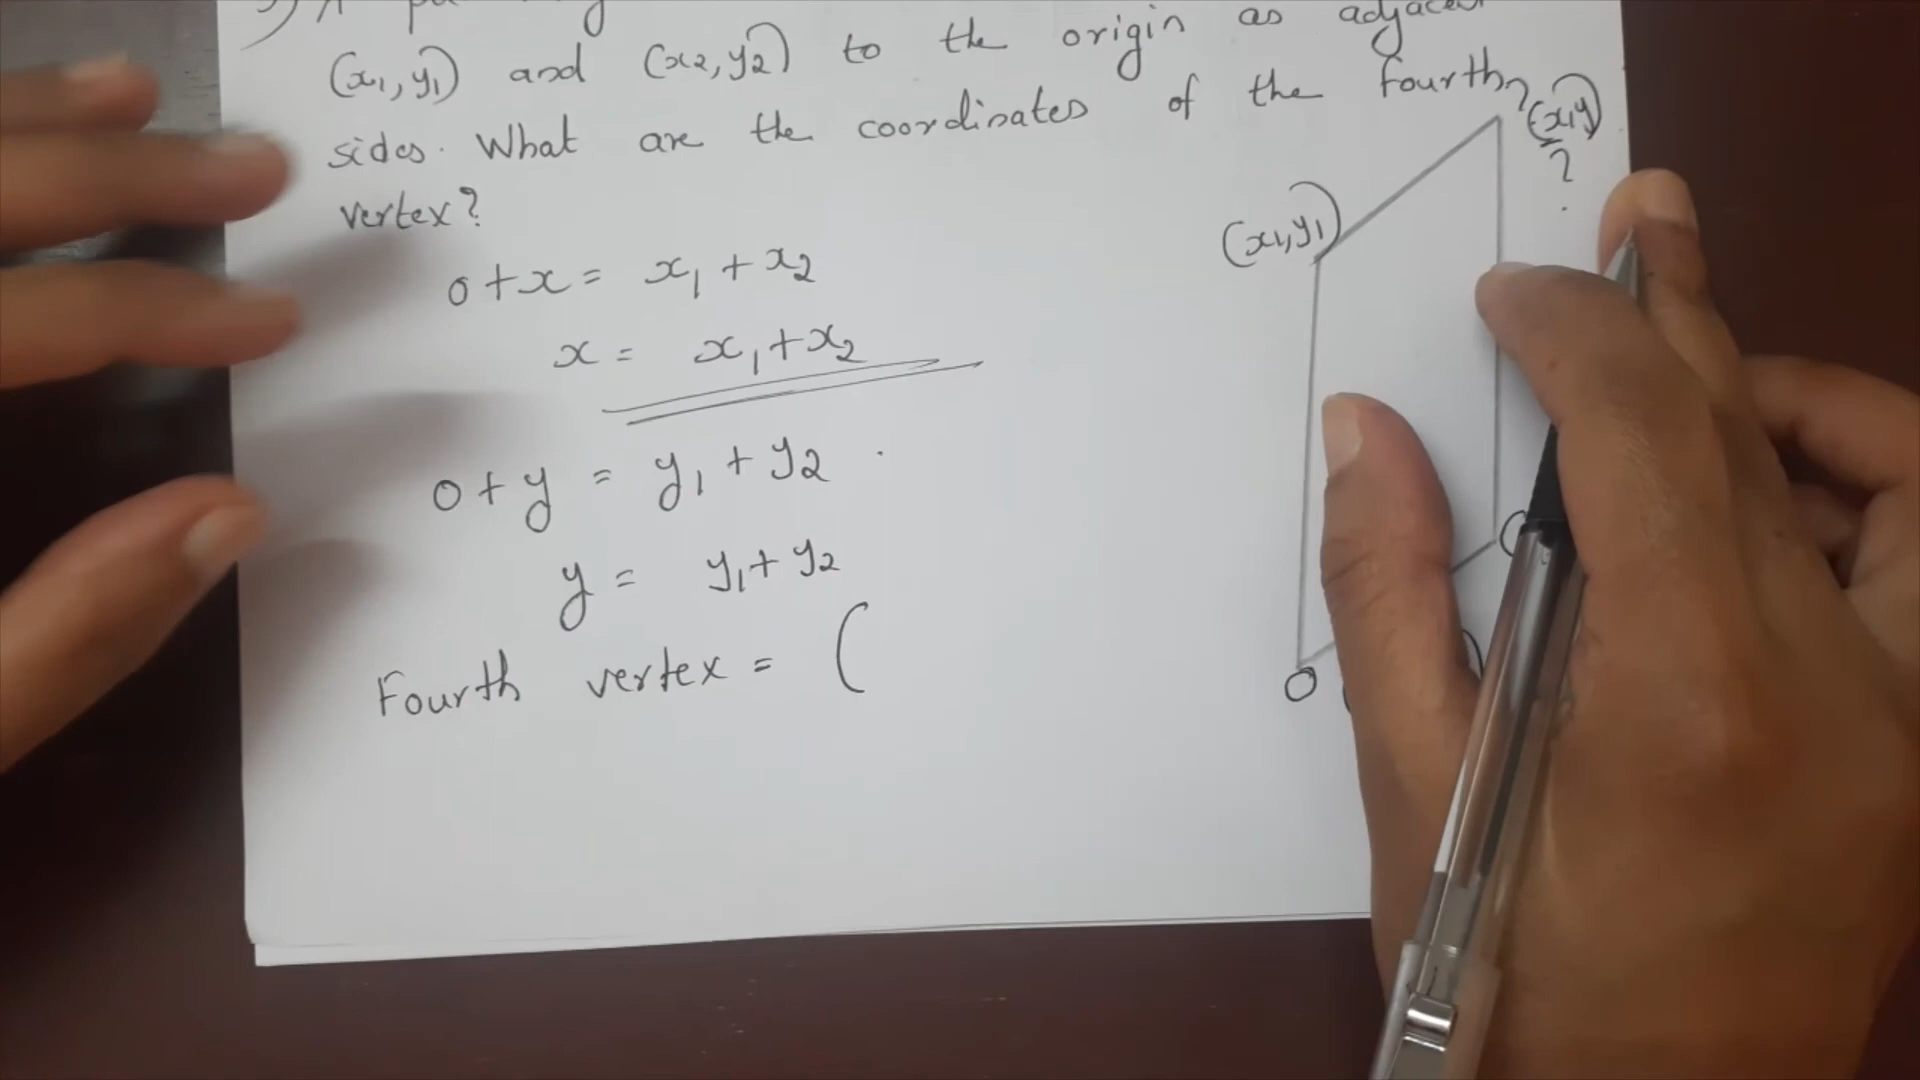 (x₁, y₁) and (x₂, y₂) to the origin as
sides. What are the coordinates of the fourth
vertex?
(x,y)
?
(x₁,y₁)
0 + x = x₁ + x₂
x = x₁ + x₂
0 + y = y₁ + y₂
y = y₁ + y₂
Fourth vertex = (
O